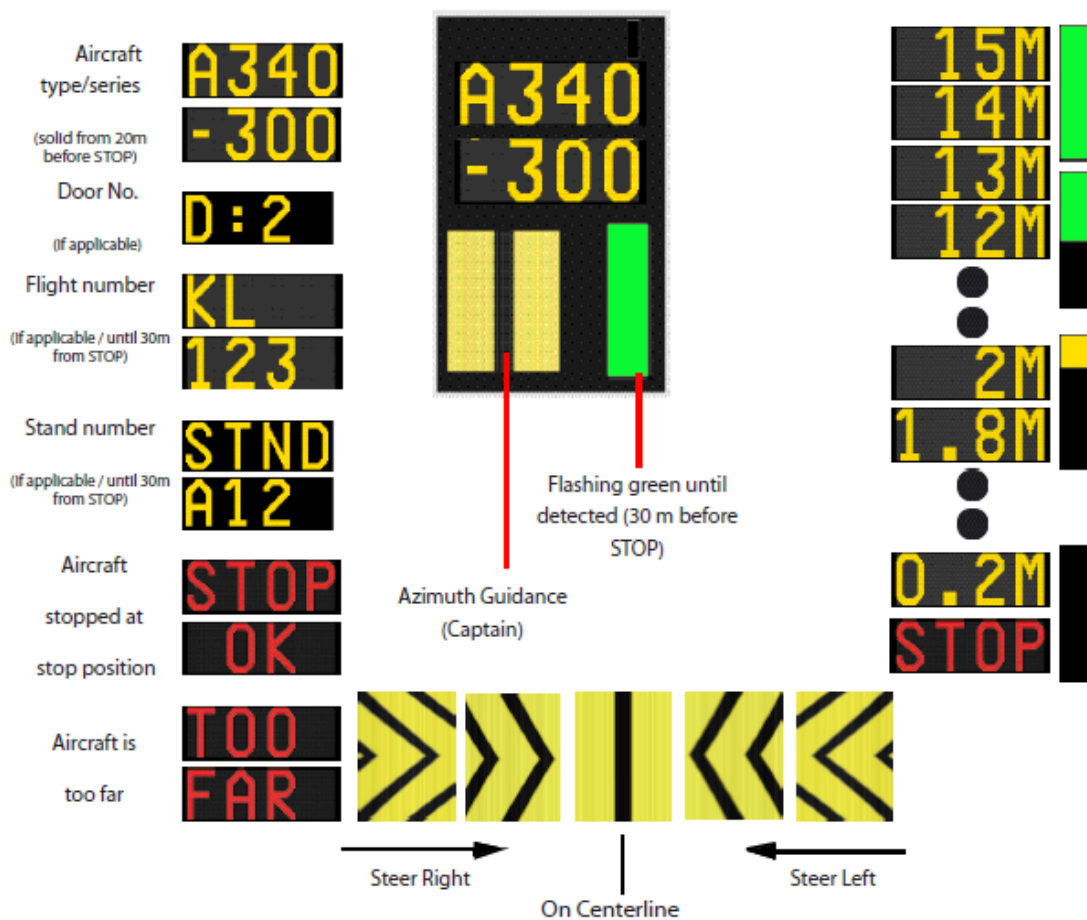 Aircraft
type/series
(solid from 20m
before STOP)
A340
-300
Door No.
(If applicable)
D:2
Flight number
(If applicable / until 30m
from STOP)
KL
123
Stand number
(If applicable / until 30m
from STOP)
STND
A12
Aircraft
stopped at
stop position
STOP
OK
Aircraft is
too far
TOO
FAR
A340
-300
Azimuth Guidance
(Captain)
Flashing green until
detected (30 m before
STOP)
15M
14M
13M
12M
2M
1.8M
0.2M
STOP
Steer Right
On Centerline
Steer Left